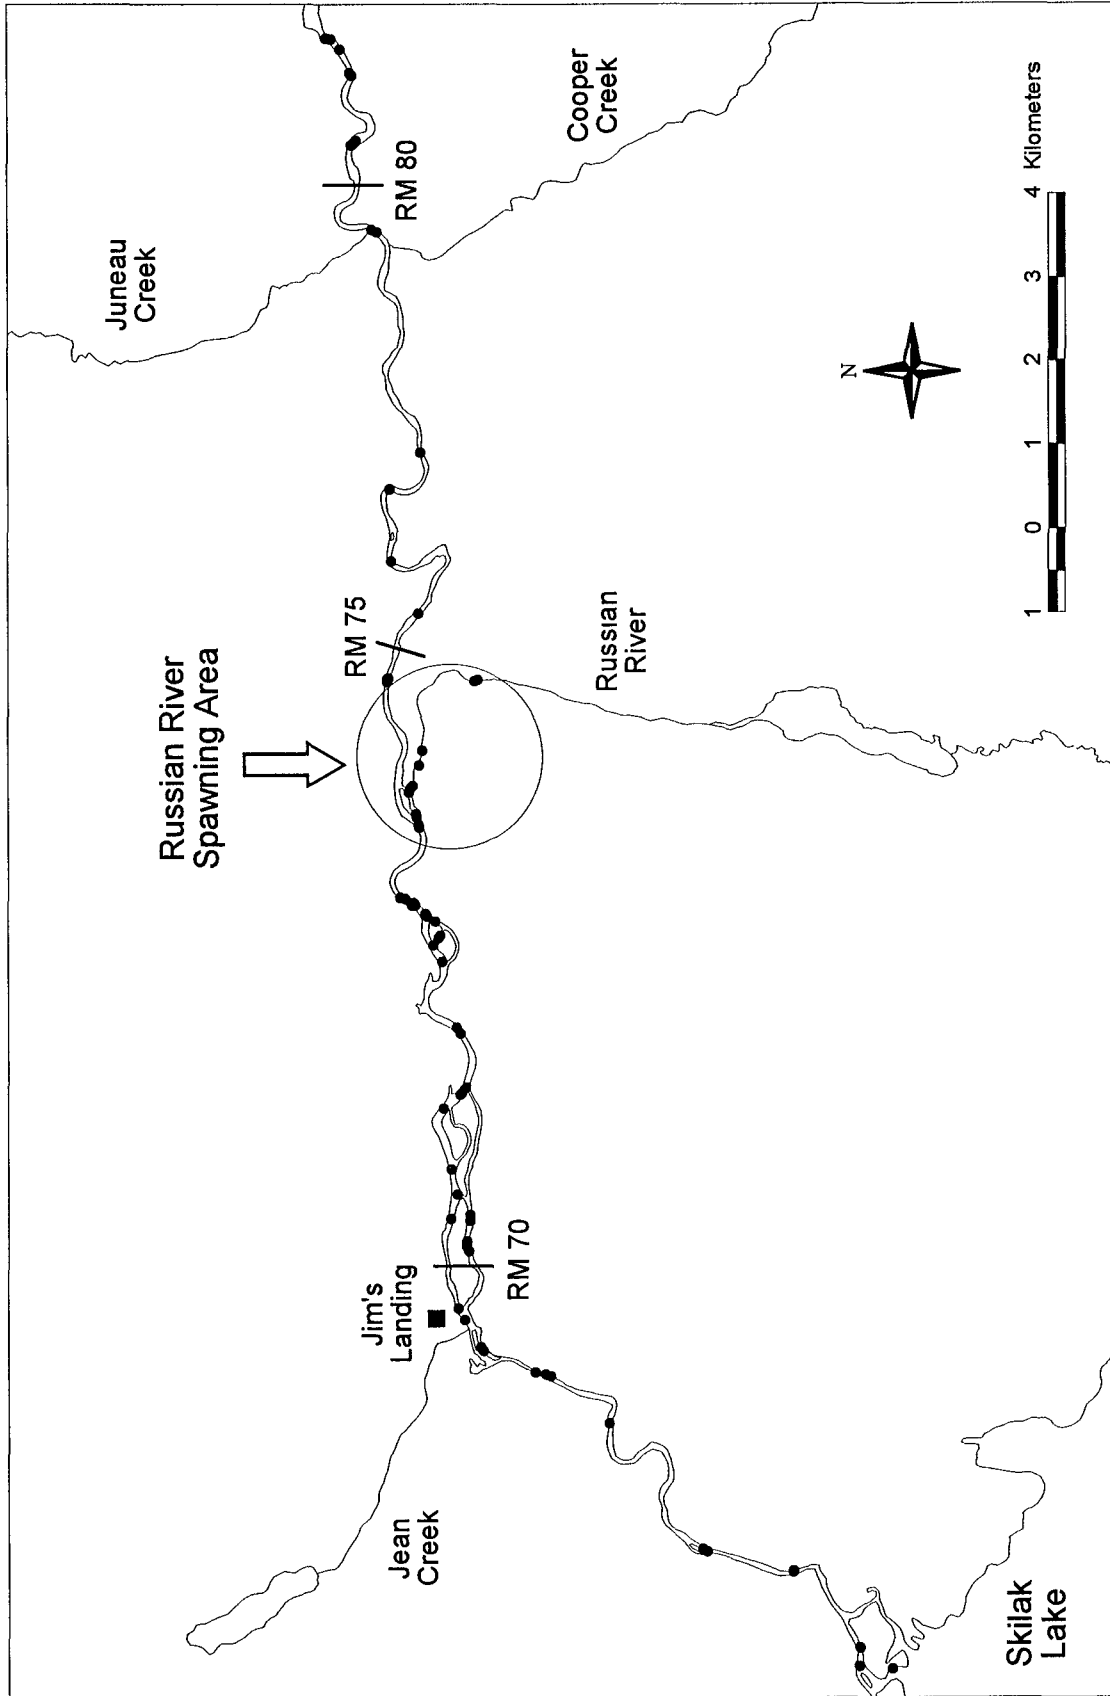 Juneau
Creek
RM 80
Cooper
Creek
Russian River
Spawning Area
RM 75
Russian
River
N
1 0 1 2 3 4 Kilometers
Jim's
Landing
RM 70
Jean
Creek
Skilak
Lake